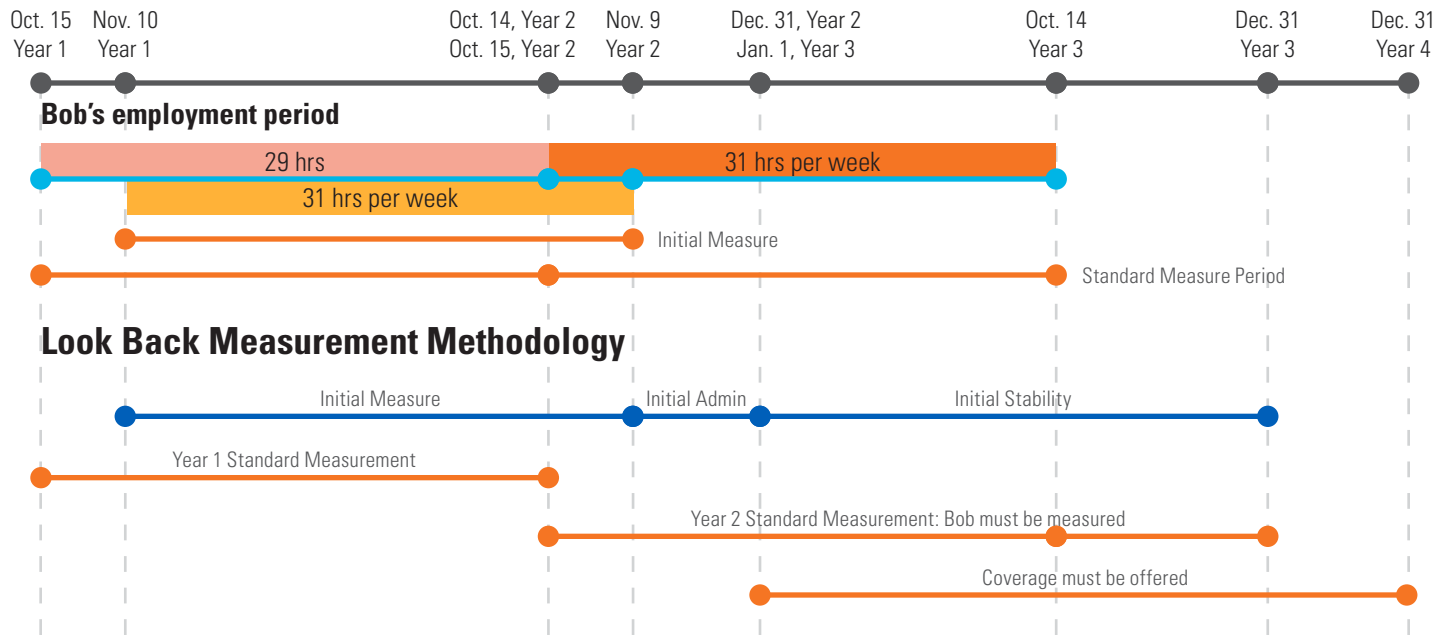 Oct. 15
Year 1
Nov. 10
Year 1
Oct. 14, Year 2
Oct. 15, Year 2
Nov. 9
Year 2
Dec. 31, Year 2
Jan. 1, Year 3
Oct. 14
Year 3
Dec. 31
Year 3
Dec. 31
Year 4
Bob’s employment period
29 hrs
31 hrs per week
31 hrs per week
Initial Measure
Standard Measure Period
Look Back Measurement Methodology
Initial Measure
Initial Admin
Initial Stability
Year 1 Standard Measurement
Year 2 Standard Measurement: Bob must be measured
Coverage must be offered